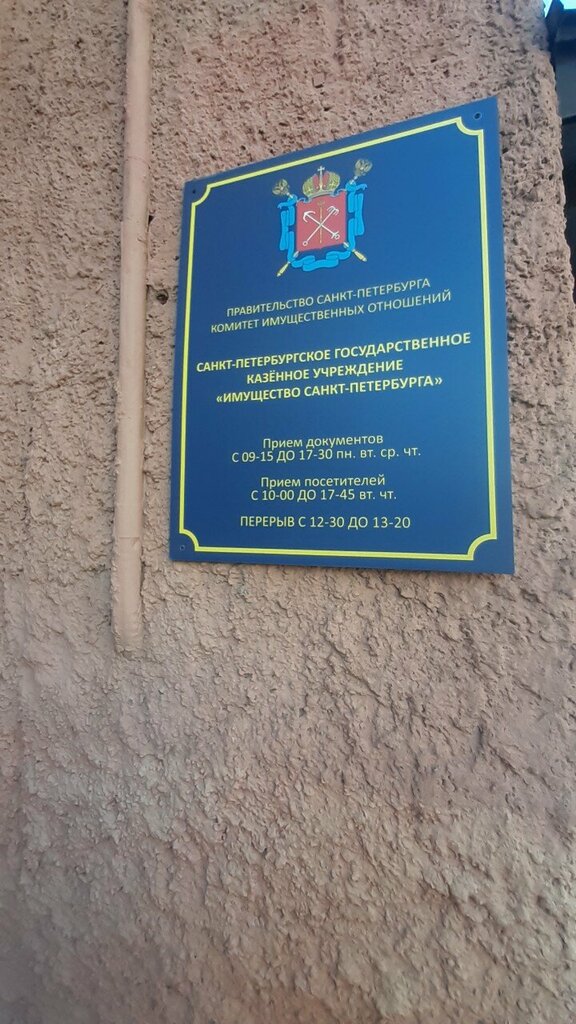 ПРАВИТЕЛЬСТВО САНКТ-ПЕТЕРБУРГА
КОМИТЕТ ИМУЩЕСТВЕННЫХ ОТНОШЕНИЙ
САНКТ-ПЕТЕРБУРГСКОЕ ГОСУДАРСТВЕННОЕ
КАЗЁННОЕ УЧРЕЖДЕНИЕ
«ИМУЩЕСТВО САНКТ-ПЕТЕРБУРГА»
Прием документов
С 09-15 ДО 17-30 пн. вт. ср. чт.
Прием посетителей
С 10-00 ДО 17-45 вт. чт.
ПЕРЕРЫВ С 12-30 ДО 13-20